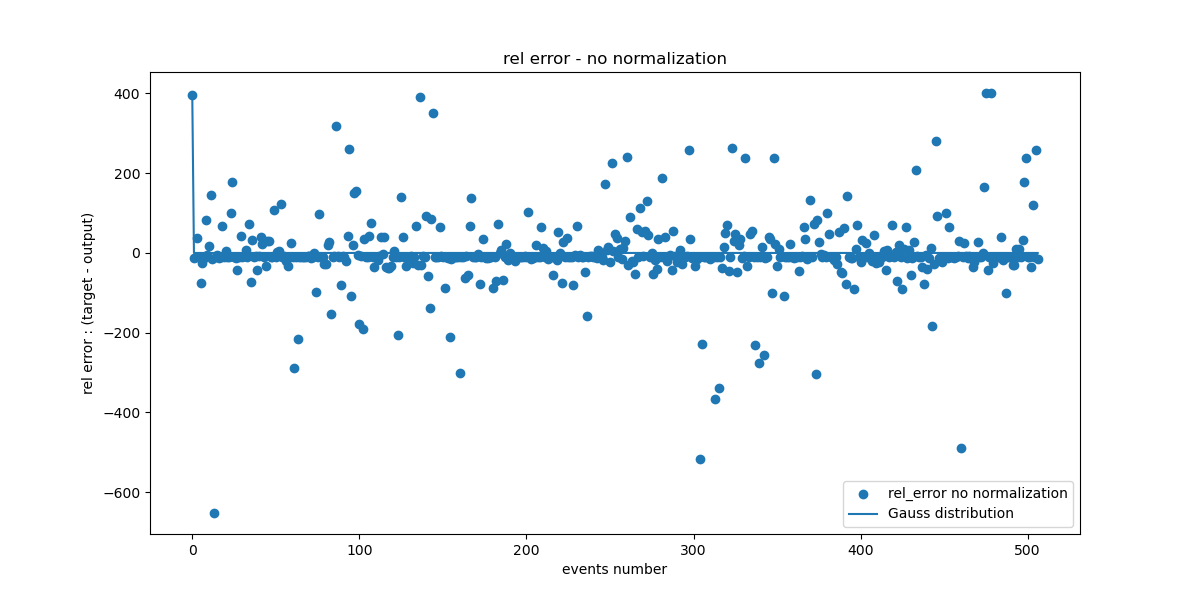 rel error - no normalization
400
200
0
−200
−400
−600
rel error : (target - output)
rel_error no normalization
Gauss distribution
0
100
200
300
400
500
events number